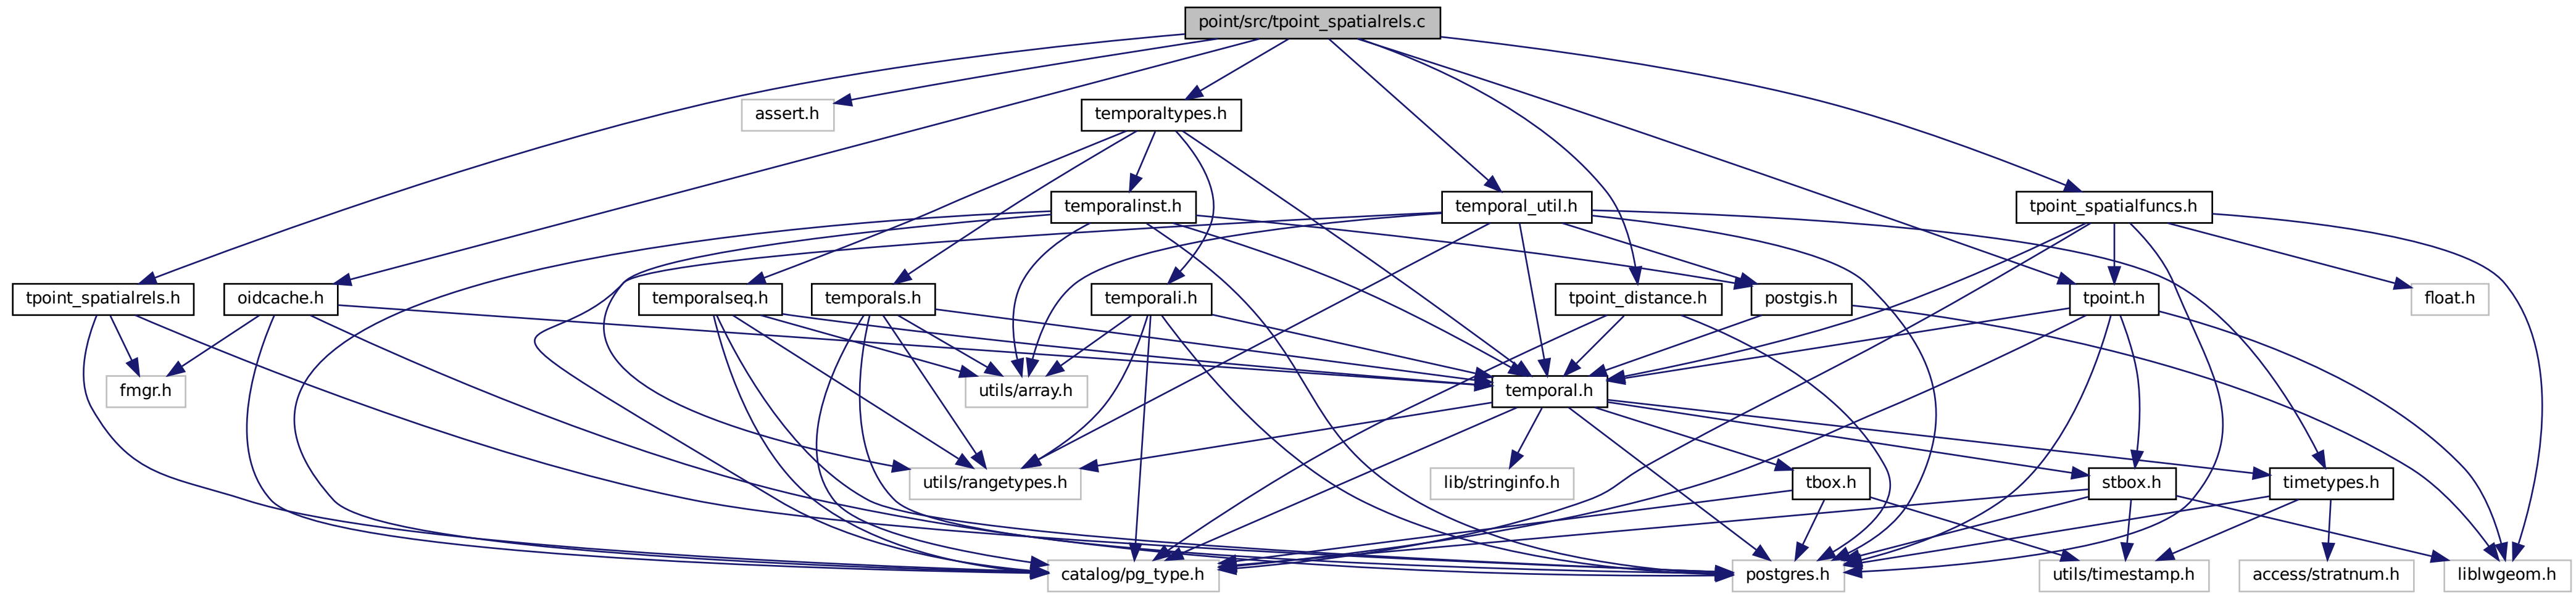 point/src/tpoint_spatialrels.c
assert.h
temporaltypes.h
temporalinst.h
temporal_util.h
tpoint_spatialfuncs.h
tpoint_spatialrels.h
oidcache.h
temporalseq.h
temporals.h
temporali.h
tpoint_distance.h
postgis.h
tpoint.h
float.h
fmgr.h
utils/array.h
temporal.h
utils/rangetypes.h
lib/stringinfo.h
tbox.h
stbox.h
timetypes.h
catalog/pg_type.h
postgres.h
utils/timestamp.h
access/stratnum.h
liblwgeom.h